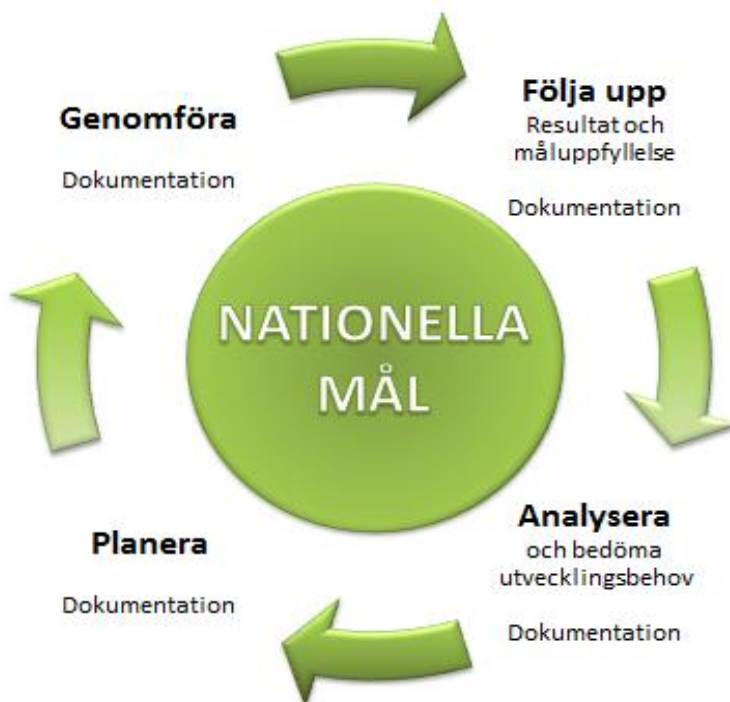 Genomföra
Dokumentation
Följa upp
Resultat och
måluppfyllelse
Dokumentation
NATIONELLA
MÅL
Planera
Dokumentation
Analysera
och bedöma
utvecklingsbehov
Dokumentation